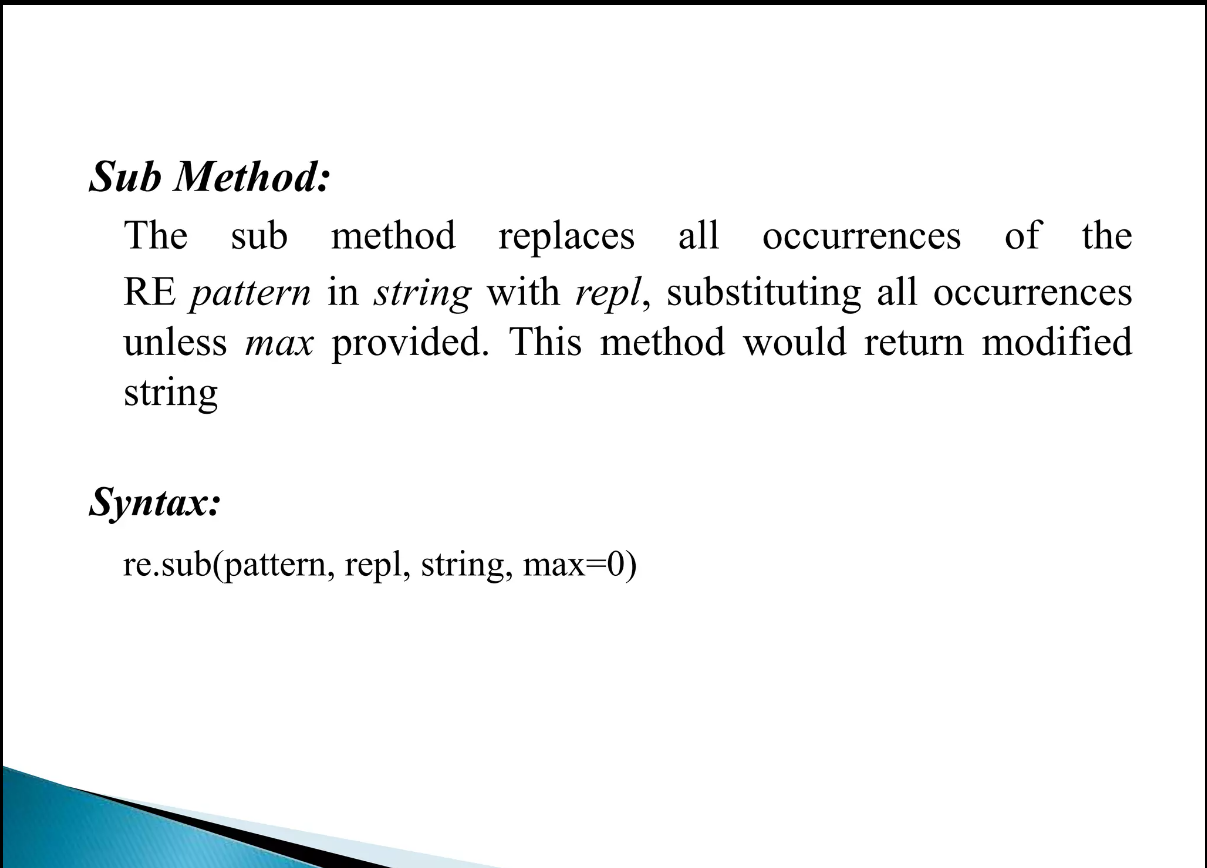 Sub Method:
The sub method replaces all occurrences of the
RE pattern in string with repl, substituting all occurrences
unless max provided. This method would return modified
string
Syntax:
re.sub(pattern, repl, string, max=0)